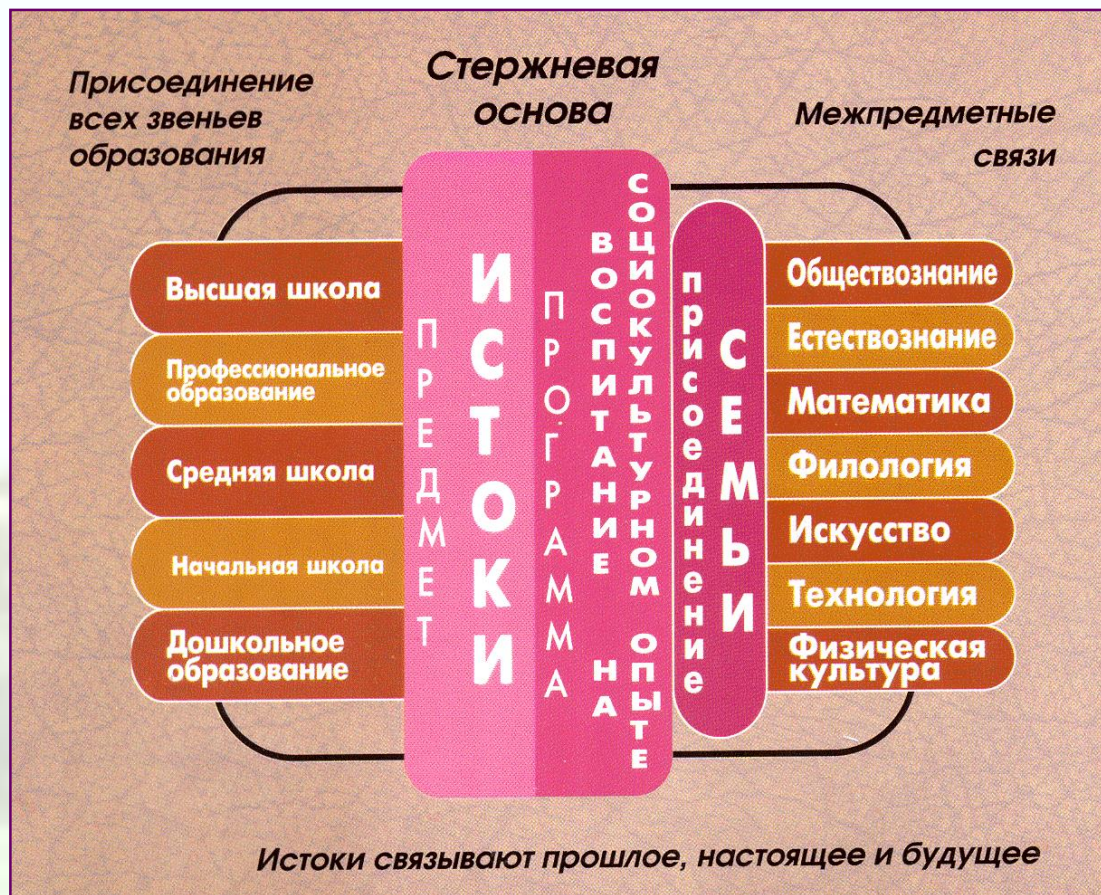 Присоединение
всех звеньев
образования
Стержневая
основа
Межпредметные
связи
Высшая школа
Профессиональное
образование
Средняя школа
Начальная школа
Дошкольное
образование
ПРЕДМЕТ
ИСТОКИ
ПРОГРАММА
ВОСПИТАНИЕ НА
СОЦИОКУЛЬТУРНОМ ОПЫТЕ
присоединение
СЕМЬИ
Обществознание
Естествознание
Математика
Филология
Искусство
Технология
Физическая
культура
Истоки связывают прошлое, настоящее и будущее